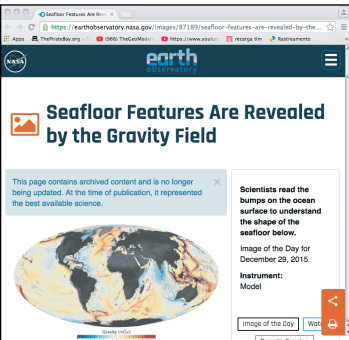 Seafloor Features Are Reve
https://earthobservatory.nasa.gov/images/87189/seafloor-features-are-revealed-by-the...
Apps ThePirateBay.org - (966) TheGeoModels https://www.youtub recarga tim Rastreamento
NASA
earth
observatory
Seafloor Features Are Revealed
by the Gravity Field
This page contains archived content and is no longer
being updated. At the time of publication, it represented
the best available science.
Scientists read the
bumps on the ocean
surface to understand
the shape of the
seafloor below.
Image of the Day for
December 29, 2015
Instrument:
Model
Image of the Day Wat
Gravity (mGal)